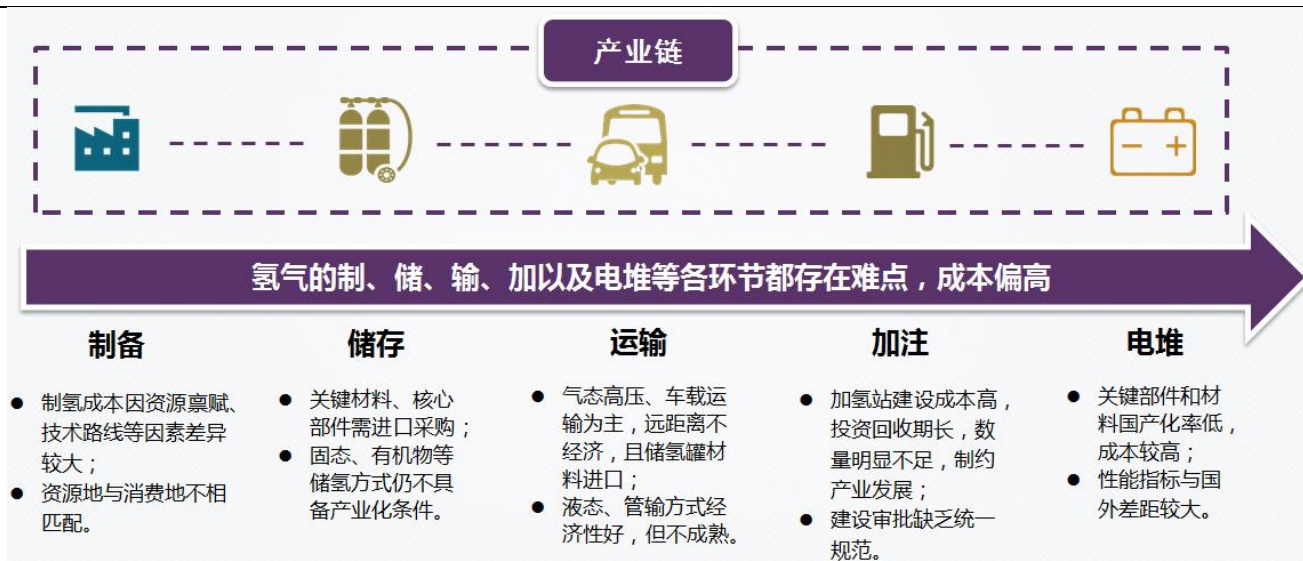 产业链
氢气的制、储、输、加以及电堆等各环节都存在难点，成本偏高
制备
● 制氢成本因资源禀赋、
技术路线等因素差异
较大；
● 资源地与消费地不相
匹配。
储存
● 关键材料、核心
部件需进口采购；
● 固态、有机物等
储氢方式仍不具
备产业化条件。
运输
● 气态高压、车载运
输为主，远距离不
经济，且储氢罐材
料进口；
● 液态、管输方式经
济性好，但不成熟。
加注
● 加氢站建设成本高，
投资回收期长，数
量明显不足，制约
产业发展；
● 建设审批缺乏统一
规范。
电堆
● 关键部件和材
料国产化率低，
成本较高；
● 性能指标与国
外差距较大。